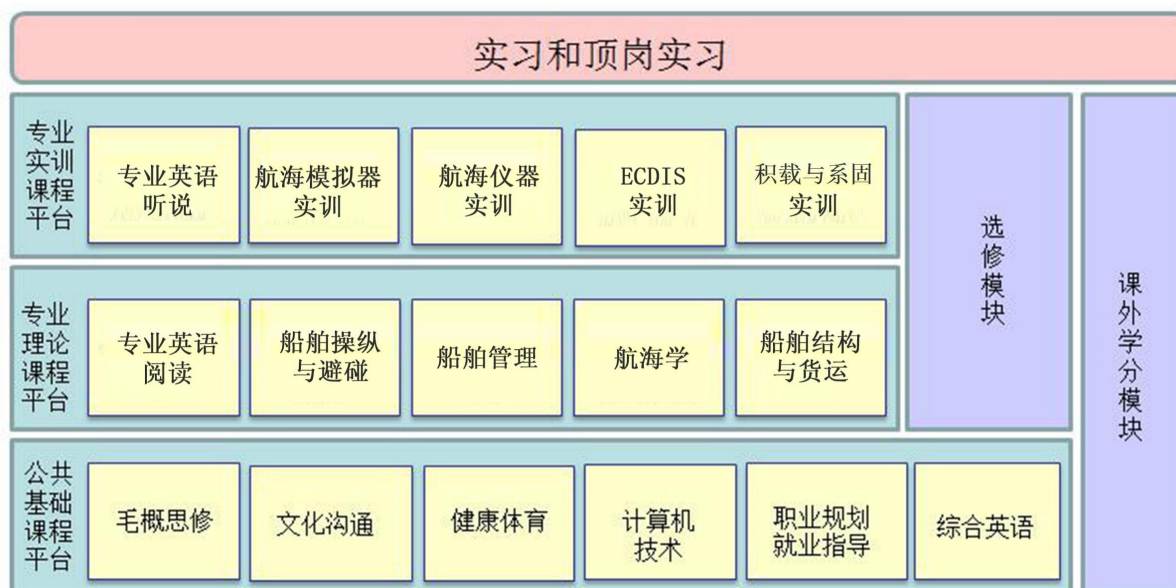 实习和顶岗实习
专业
实训
课程
平台
专业英语
听说
航海模拟器
实训
航海仪器
实训
ECDIS
实训
积载与系固
实训
选修模块
课外学分模块
专业
理论
课程
平台
专业英语
阅读
船舶操纵
与避碰
船舶管理
航海学
船舶结构
与货运
公共
基础
课程
平台
毛概思修
文化沟通
健康体育
计算机
技术
职业规划
就业指导
综合英语